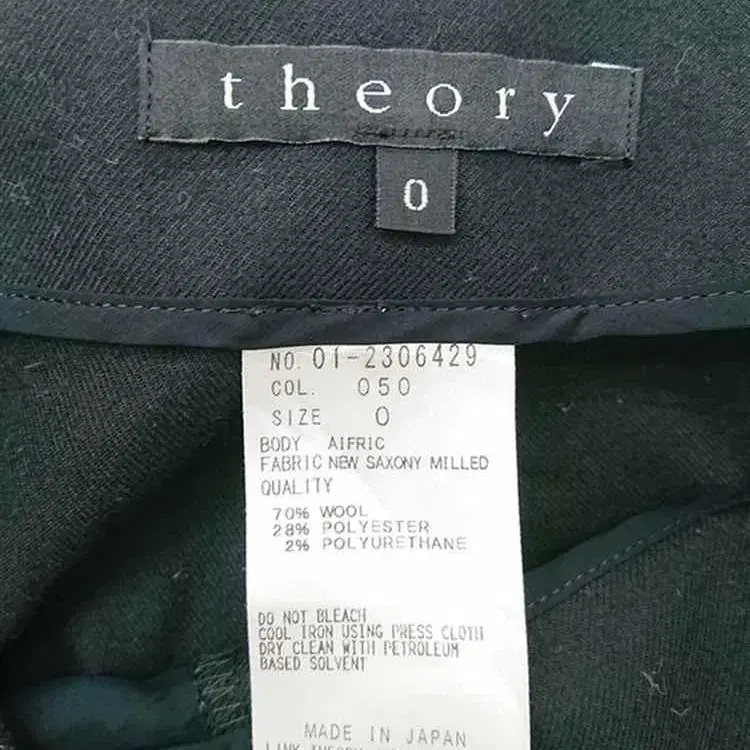 theory
0
NO. 01-2306429
COL. 050
SIZE 0
BODY AIFRIC
FABRIC NEW SAXONY MILLED
QUALITY
70% WOOL
28% POLYESTER
2% POLYURETHANE
DO NOT BLEACH
COOL IRON USING PRESS CLOTH
DRY CLEAN WITH PETROLEUM
BASED SOLVENT
MADE IN JAPAN
LINK THEORY